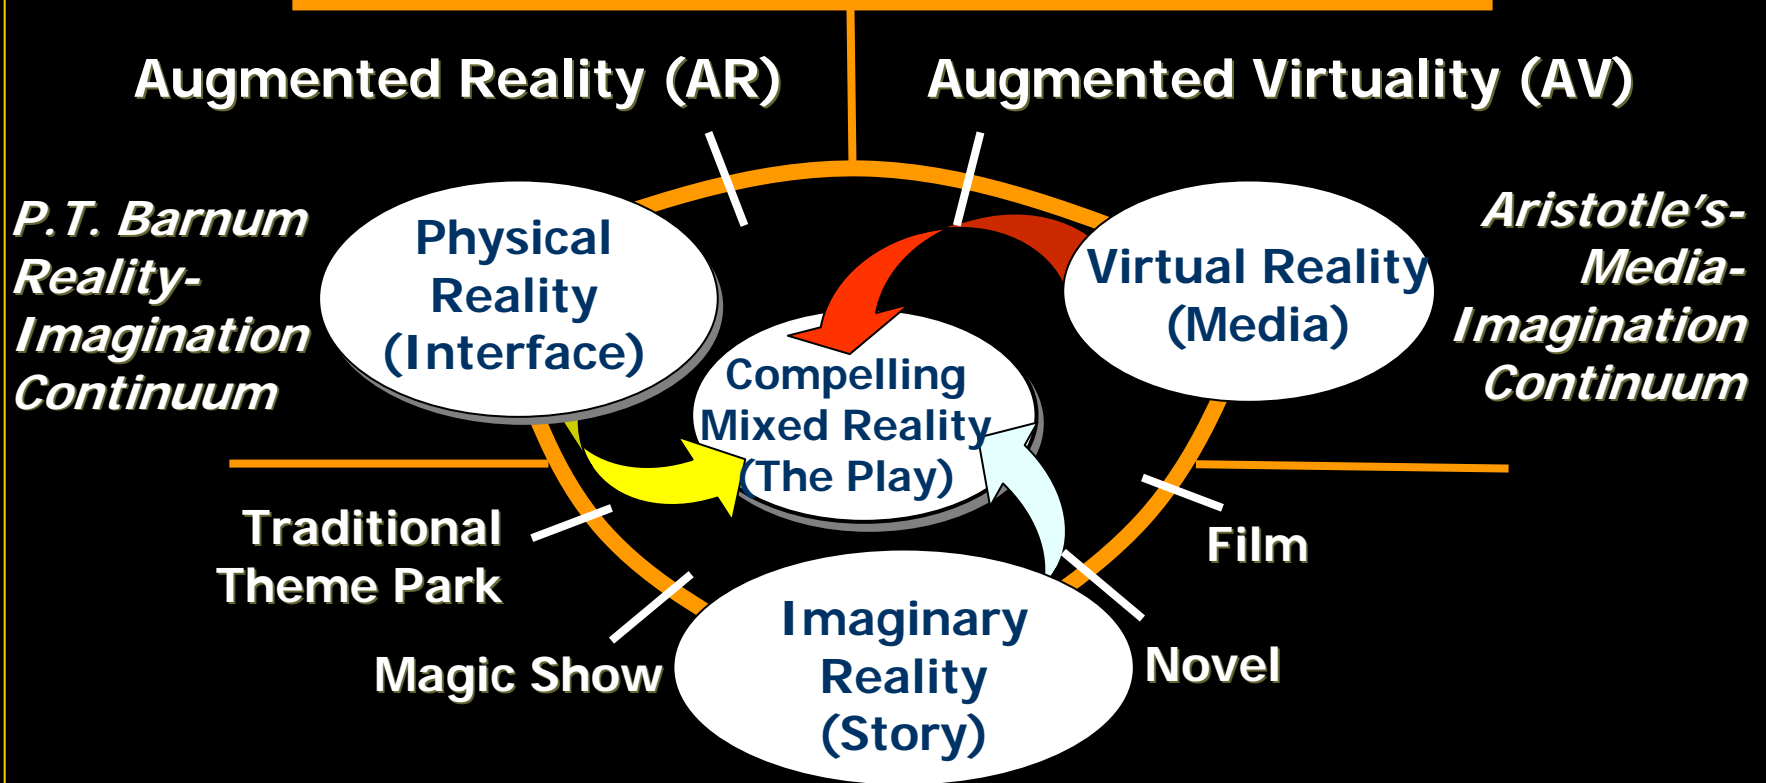 Augmented Reality (AR)
Augmented Virtuality (AV)
P.T. Barnum
Reality-
Imagination
Continuum
Physical
Reality
(Interface)
Virtual Reality
(Media)
Aristotle's-
Media-
Imagination
Continuum
Compelling
Mixed Reality
(The Play)
Traditional
Theme Park
Film
Magic Show
Imaginary
Reality
(Story)
Novel